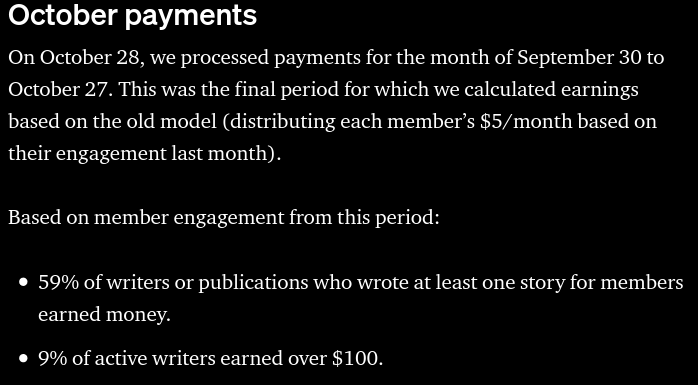 October payments
On October 28, we processed payments for the month of September 30 to
October 27. This was the final period for which we calculated earnings
based on the old model (distributing each member’s $5/month based on
their engagement last month).
Based on member engagement from this period:
• 59% of writers or publications who wrote at least one story for members
earned money.
• 9% of active writers earned over $100.